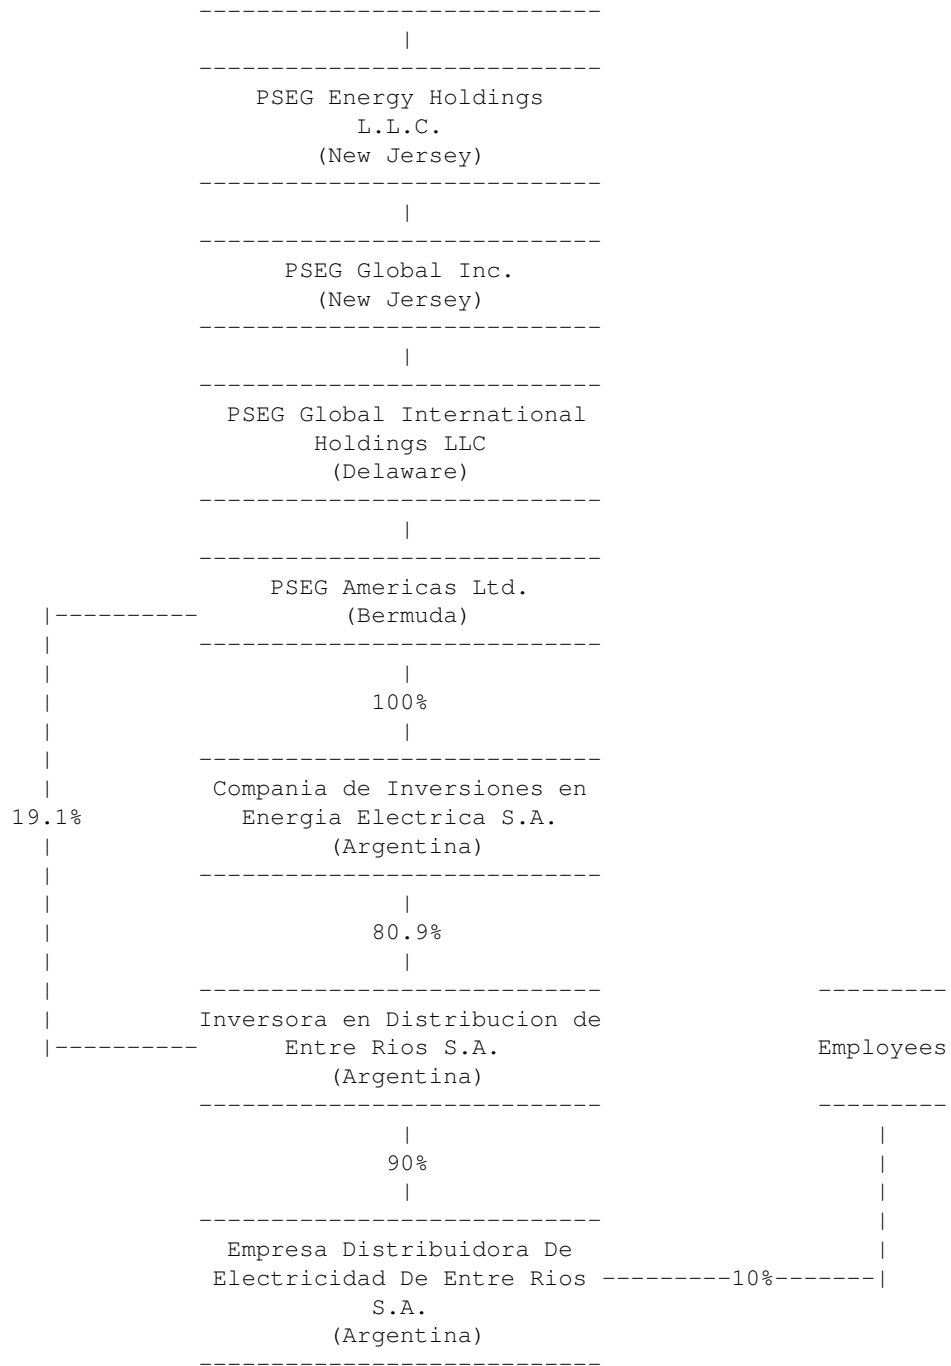 ----------------------------
|
----------------------------
PSEG Energy Holdings
L.L.C.
(New Jersey)
----------------------------
|
----------------------------
PSEG Global Inc.
(New Jersey)
----------------------------
|
----------------------------
PSEG Global International
Holdings LLC
(Delaware)
----------------------------
|
----------------------------
PSEG Americas Ltd.
|---------- (Bermuda)
| ----------------------------
| |
| 100%
| |
| ----------------------------
| Compania de Inversiones en
19.1% Energia Electrica S.A.
| (Argentina)
| ----------------------------
| |
| 80.9%
| |
| ---------------------------- ---------
| Inversora en Distribucion de
|---------- Entre Rios S.A. Employees
(Argentina)
---------------------------- ---------
| |
90% |
| |
---------------------------- |
Empresa Distribuidora De |
Electricidad De Entre Rios ---------10%-------|
S.A.
(Argentina)
----------------------------